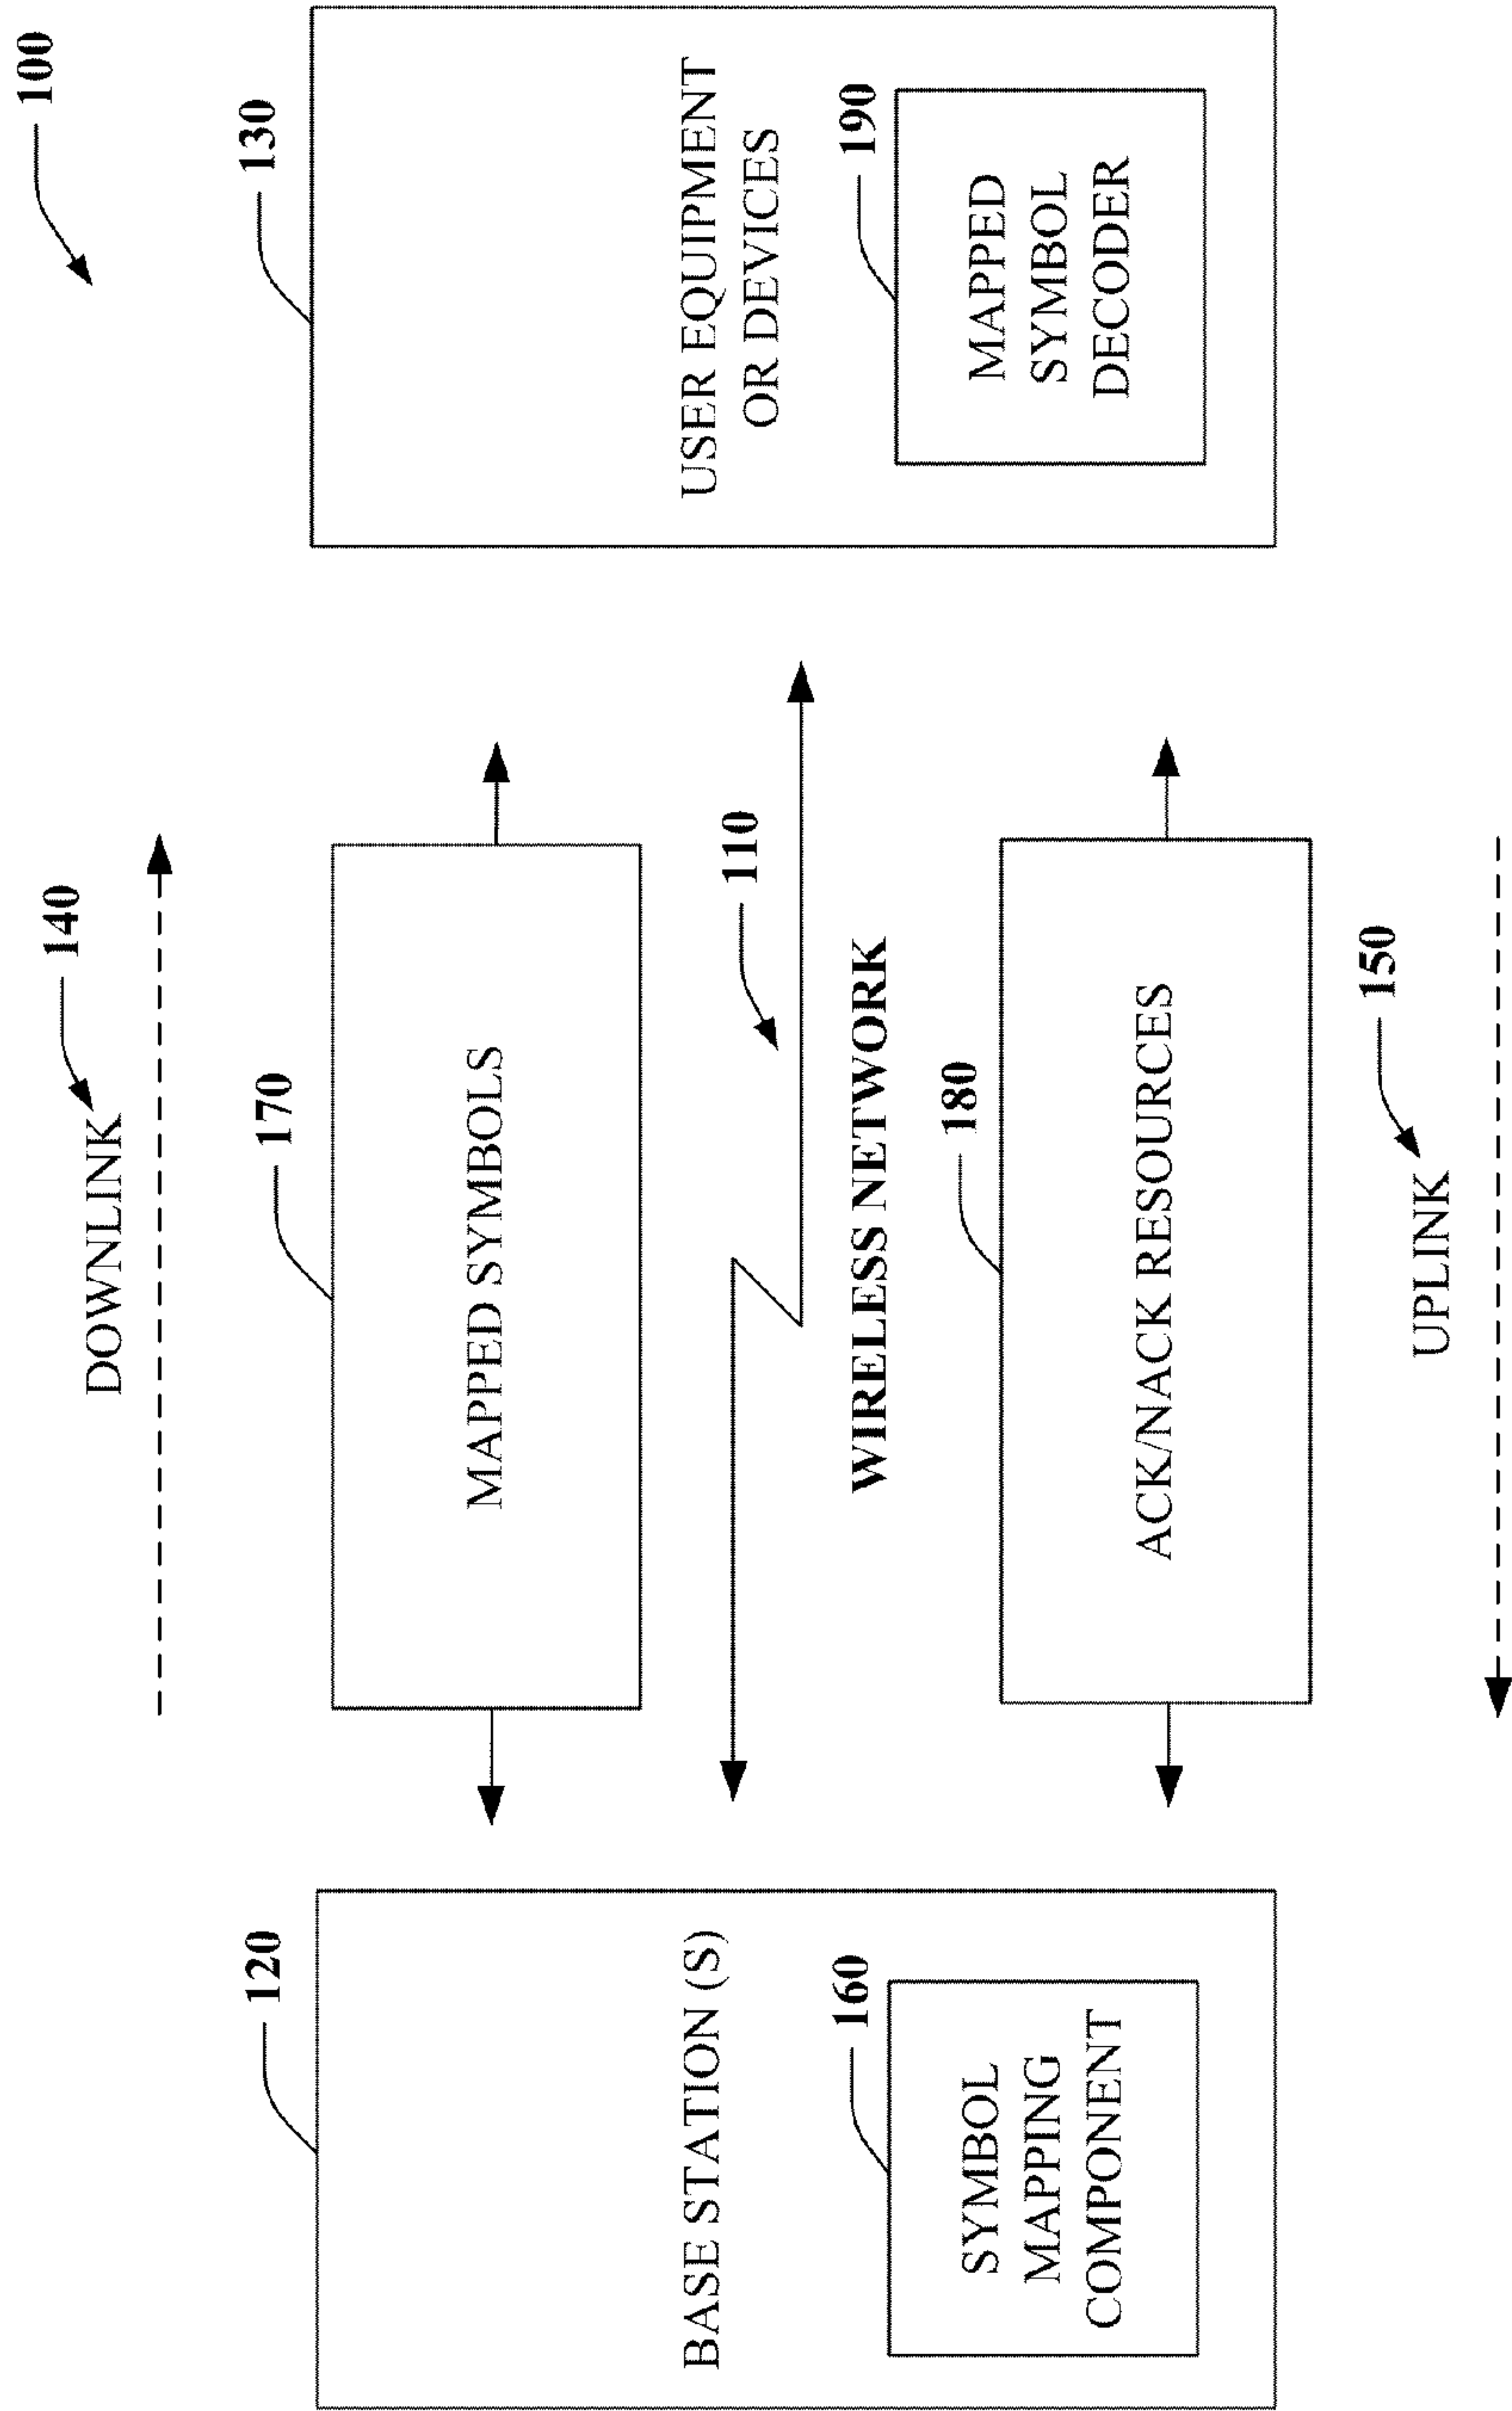 100
DOWNLINK
140
120
170
130
BASE STATION (S)
MAPPED SYMBOLS
USER EQUIPMENT
OR DEVICES
110
WIRELESS NETWORK
160
SYMBOL
MAPPING
COMPONENT
180
ACK/NACK RESOURCES
190
MAPPED
SYMBOL
DECODER
UPLINK
150